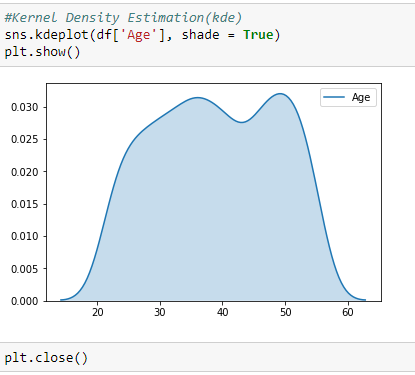 #Kernel Density Estimation(kde)
sns.kdeplot(df['Age'], shade = True)
plt.show()
Age
0.030
0.025
0.020
0.015
0.010
0.005
0.000
20 30 40 50 60
plt.close()